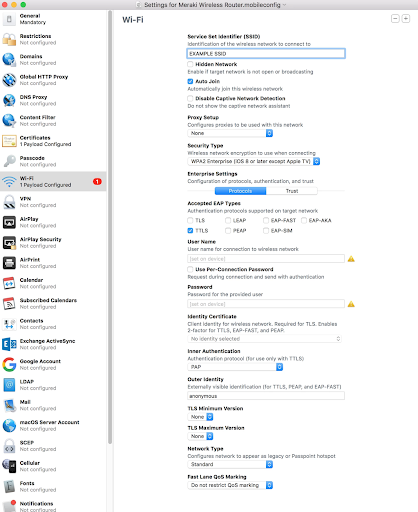 Settings for Meraki Wireless Router.mobileconfig
General
Mandatory
Restrictions
Not configured
Domains
Not configured
Global HTTP Proxy
Not configured
DNS Proxy
Not configured
Content Filter
Not configured
Certificates
1 Payload Configured
Passcode
Not configured
Wi-Fi
1 Payload Configured
1
VPN
Not configured
AirPlay
Not configured
AirPlay Security
Not configured
AirPrint
Not configured
Calendar
Not configured
Subscribed Calendars
Not configured
Contacts
Not configured
Exchange ActiveSync
Not configured
Google Account
Not configured
LDAP
Not configured
Mail
Not configured
macOS Server Account
Not configured
SCEP
Not configured
Cellular
Not configured
Fonts
Not configured
Notifications
Not configured
Wi-Fi
Service Set Identifier (SSID)
Identification of the wireless network to connect to
EXAMPLE SSID
Hidden Network
Enable if target network is not open or broadcasting
Auto Join
Automatically join this wireless network
Disable Captive Network Detection
Do not show the captive network assistant
Proxy Setup
Configures proxies to be used with this network
None
Security Type
Wireless network encryption to use when connecting
WPA2 Enterprise (iOS 8 or later except Apple TV)
Enterprise Settings
Configuration of protocols, authentication, and trust
Protocols Trust
Accepted EAP Types
Authentication protocols supported on target network
TLS LEAP EAP-FAST EAP-AKA
TTLS PEAP EAP-SIM
User Name
User name for connection to wireless network
[set on device]
Use Per-Connection Password
Request during connection and send with authentication
Password
Password for the provided user
[set on device]
Identity Certificate
Client identity for wireless network. Required for TLS. Enables
2-factor for TTLS, EAP-FAST, and PEAP.
No identity selected
Inner Authentication
Authentication protocol (for use only with TTLS)
PAP
Outer Identity
Externally visible identification (for TTLS, PEAP, and EAP-FAST)
anonymous
TLS Minimum Version
None
TLS Maximum Version
None
Network Type
Configures network to appear as legacy or Passpoint hotspot
Standard
Fast Lane QoS Marking
Do not restrict QoS marking